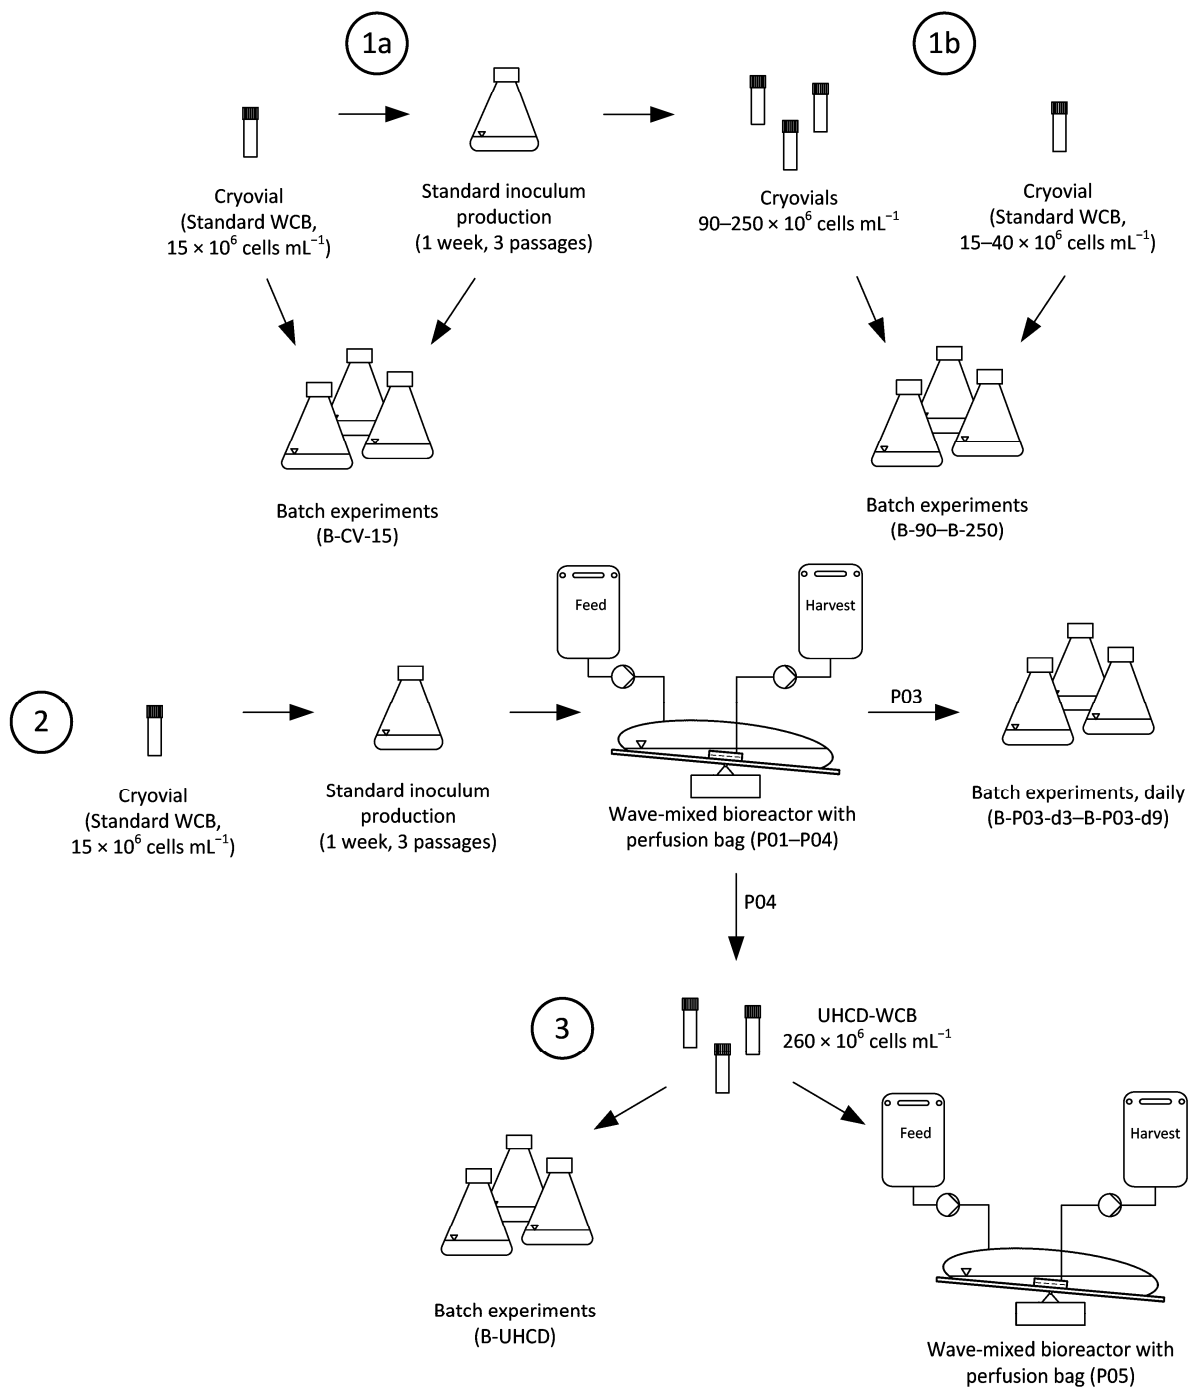 1a
1b
Cryovial
(Standard WCB,
15 × 10⁶ cells mL⁻¹)
Standard inoculum
production
(1 week, 3 passages)
Cryovials
90–250 × 10⁶ cells mL⁻¹
Cryovial
(Standard WCB,
15–40 × 10⁶ cells mL⁻¹)
Batch experiments
(B-CV-15)
Batch experiments
(B-90–B-250)
2
Cryovial
(Standard WCB,
15 × 10⁶ cells mL⁻¹)
Standard inoculum
production
(1 week, 3 passages)
Feed
Harvest
Wave-mixed bioreactor with
perfusion bag (P01–P04)
P03
Batch experiments, daily
(B-P03-d3–B-P03-d9)
P04
3
UHCD-WCB
260 × 10⁶ cells mL⁻¹
Batch experiments
(B-UHCD)
Feed
Harvest
Wave-mixed bioreactor with
perfusion bag (P05)